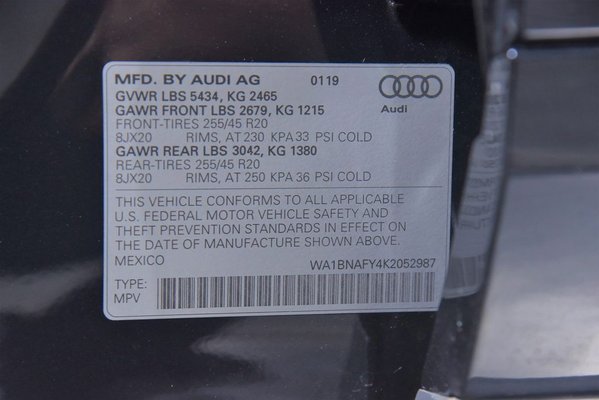 MFD. BY AUDI AG 0119
GVWR LBS 5434, KG 2465
GAWR FRONT LBS 2679, KG 1215
Audi
FRONT-TIRES 255/45 R20
8JX20 RIMS, AT 230 KPA 33 PSI COLD
GAWR REAR LBS 3042, KG 1380
REAR-TIRES 255/45 R20
8JX20 RIMS, AT 250 KPA 36 PSI COLD
THIS VEHICLE CONFORMS TO ALL APPLICABLE
U.S. FEDERAL MOTOR VEHICLE SAFETY AND
THEFT PREVENTION STANDARDS IN EFFECT ON
THE DATE OF MANUFACTURE SHOWN ABOVE.
MEXICO WA1BNAFY4K2052987
TYPE:
MPV